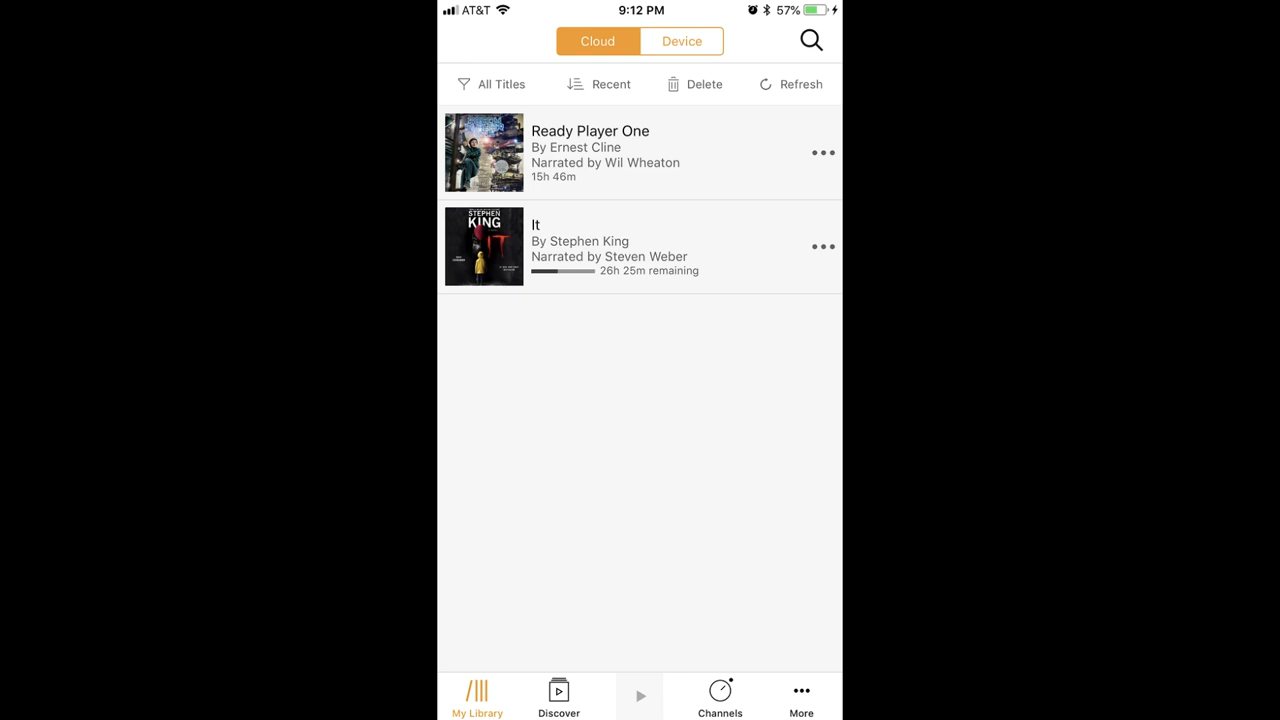 AT&T 9:12 PM 57%
Cloud Device
All Titles Recent Delete Refresh
Ready Player One
By Ernest Cline
Narrated by Wil Wheaton
15h 46m
STEPHEN
KING
IT
It
By Stephen King
Narrated by Steven Weber
26h 25m remaining
My Library Discover Channels More